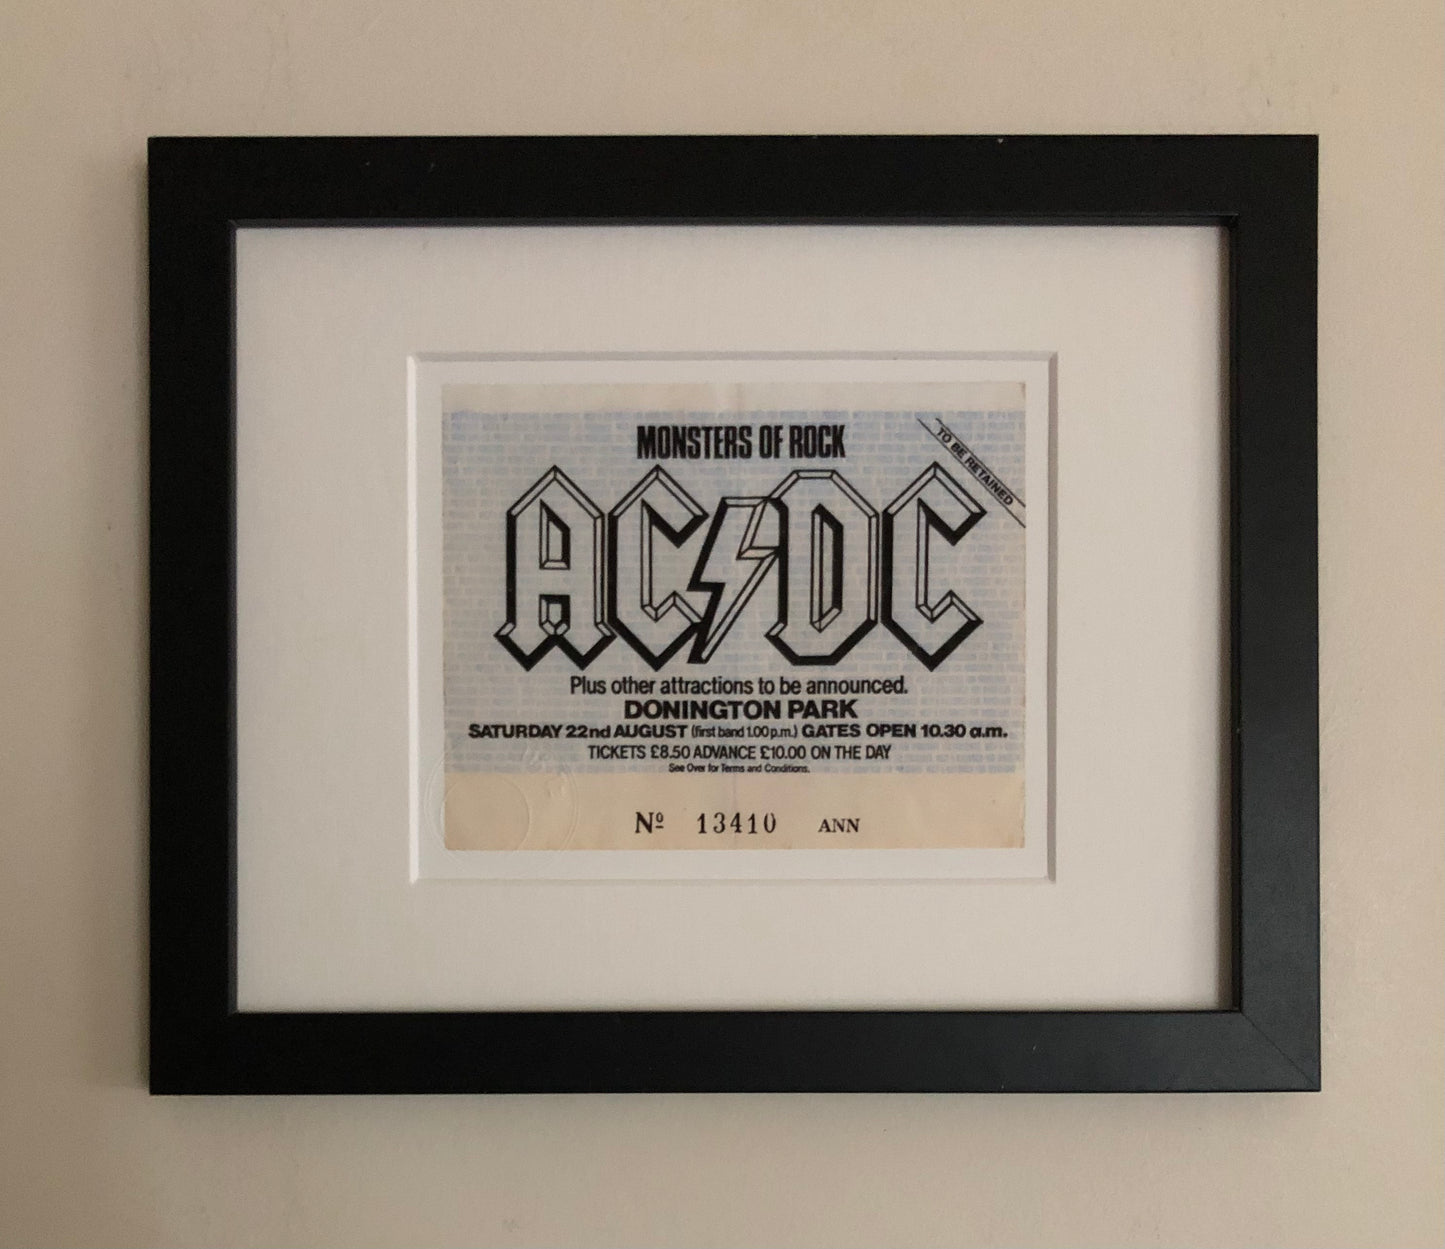 MONSTERS OF ROCK
TO BE RETAINED
AC/DC
Plus other attractions to be announced.
DONINGTON PARK
SATURDAY 22nd AUGUST (first band 1.00 p.m.) GATES OPEN 10.30 a.m.
TICKETS £8.50 ADVANCE £10.00 ON THE DAY
See Over for Terms and Conditions.
Nº 13410 ANN